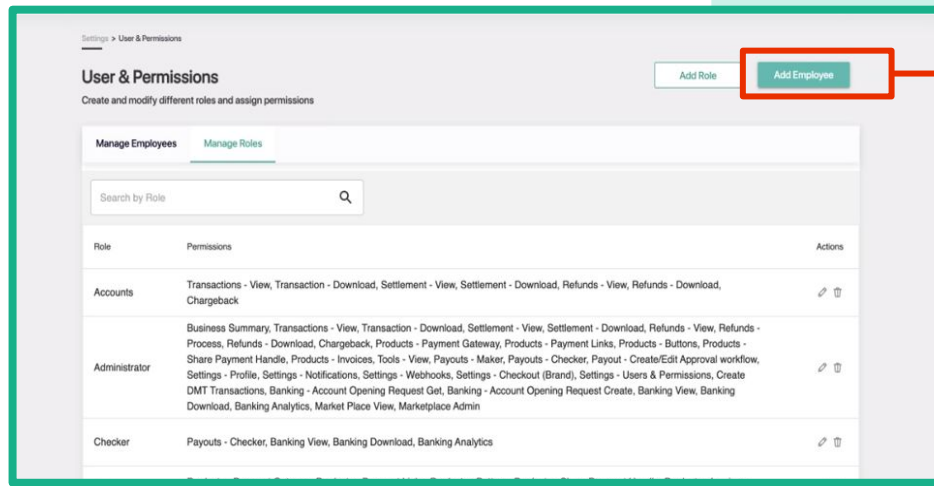 Settings > User & Permissions
User & Permissions
Create and modify different roles and assign permissions
Add Role
Add Employee
Manage Employees
Manage Roles
Search by Role
Role
Permissions
Actions
Accounts
Transactions - View, Transaction - Download, Settlement - View, Settlement - Download, Refunds - View, Refunds - Download,
Chargeback
Administrator
Business Summary, Transactions - View, Transaction - Download, Settlement - View, Settlement - Download, Refunds - View, Refunds -
Process, Refunds - Download, Chargeback, Products - Payment Gateway, Products - Payment Links, Products - Buttons, Products -
Share Payment Handle, Products - Invoices, Tools - View, Payouts - Maker, Payouts - Checker, Payout - Create/Edit Approval workflow,
Settings - Profile, Settings - Notifications, Settings - Webhooks, Settings - Checkout (Brand), Settings - Users & Permissions, Create
DMT Transactions, Banking - Account Opening Request Get, Banking - Account Opening Request Create, Banking View, Banking
Download, Banking Analytics, Market Place View, Marketplace Admin
Checker
Payouts - Checker, Banking View, Banking Download, Banking Analytics